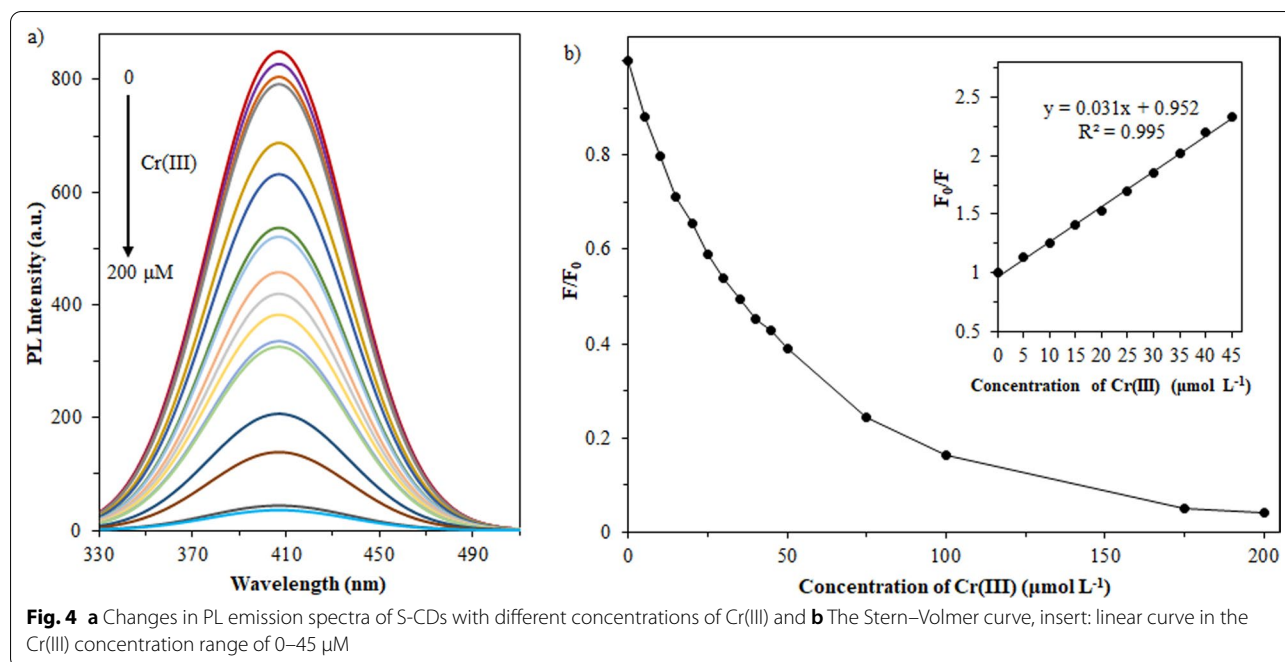 a)
800
600
400
200
0
PL Intensity (a.u.)
0
Cr(III)
200 µM
330 370 410 450 490
Wavelength (nm)
b)
0.8
0.6
0.4
0.2
0
F/F₀
0 50 100 150 200
Concentration of Cr(III) (µmol L⁻¹)
2.5
2
1.5
1
0.5
F₀/F
y = 0.031x + 0.952
R² = 0.995
0 5 10 15 20 25 30 35 40 45
Concentration of Cr(III) (µmol L⁻¹)
Fig. 4 a Changes in PL emission spectra of S-CDs with different concentrations of Cr(III) and b The Stern–Volmer curve, insert: linear curve in the
Cr(III) concentration range of 0–45 µM